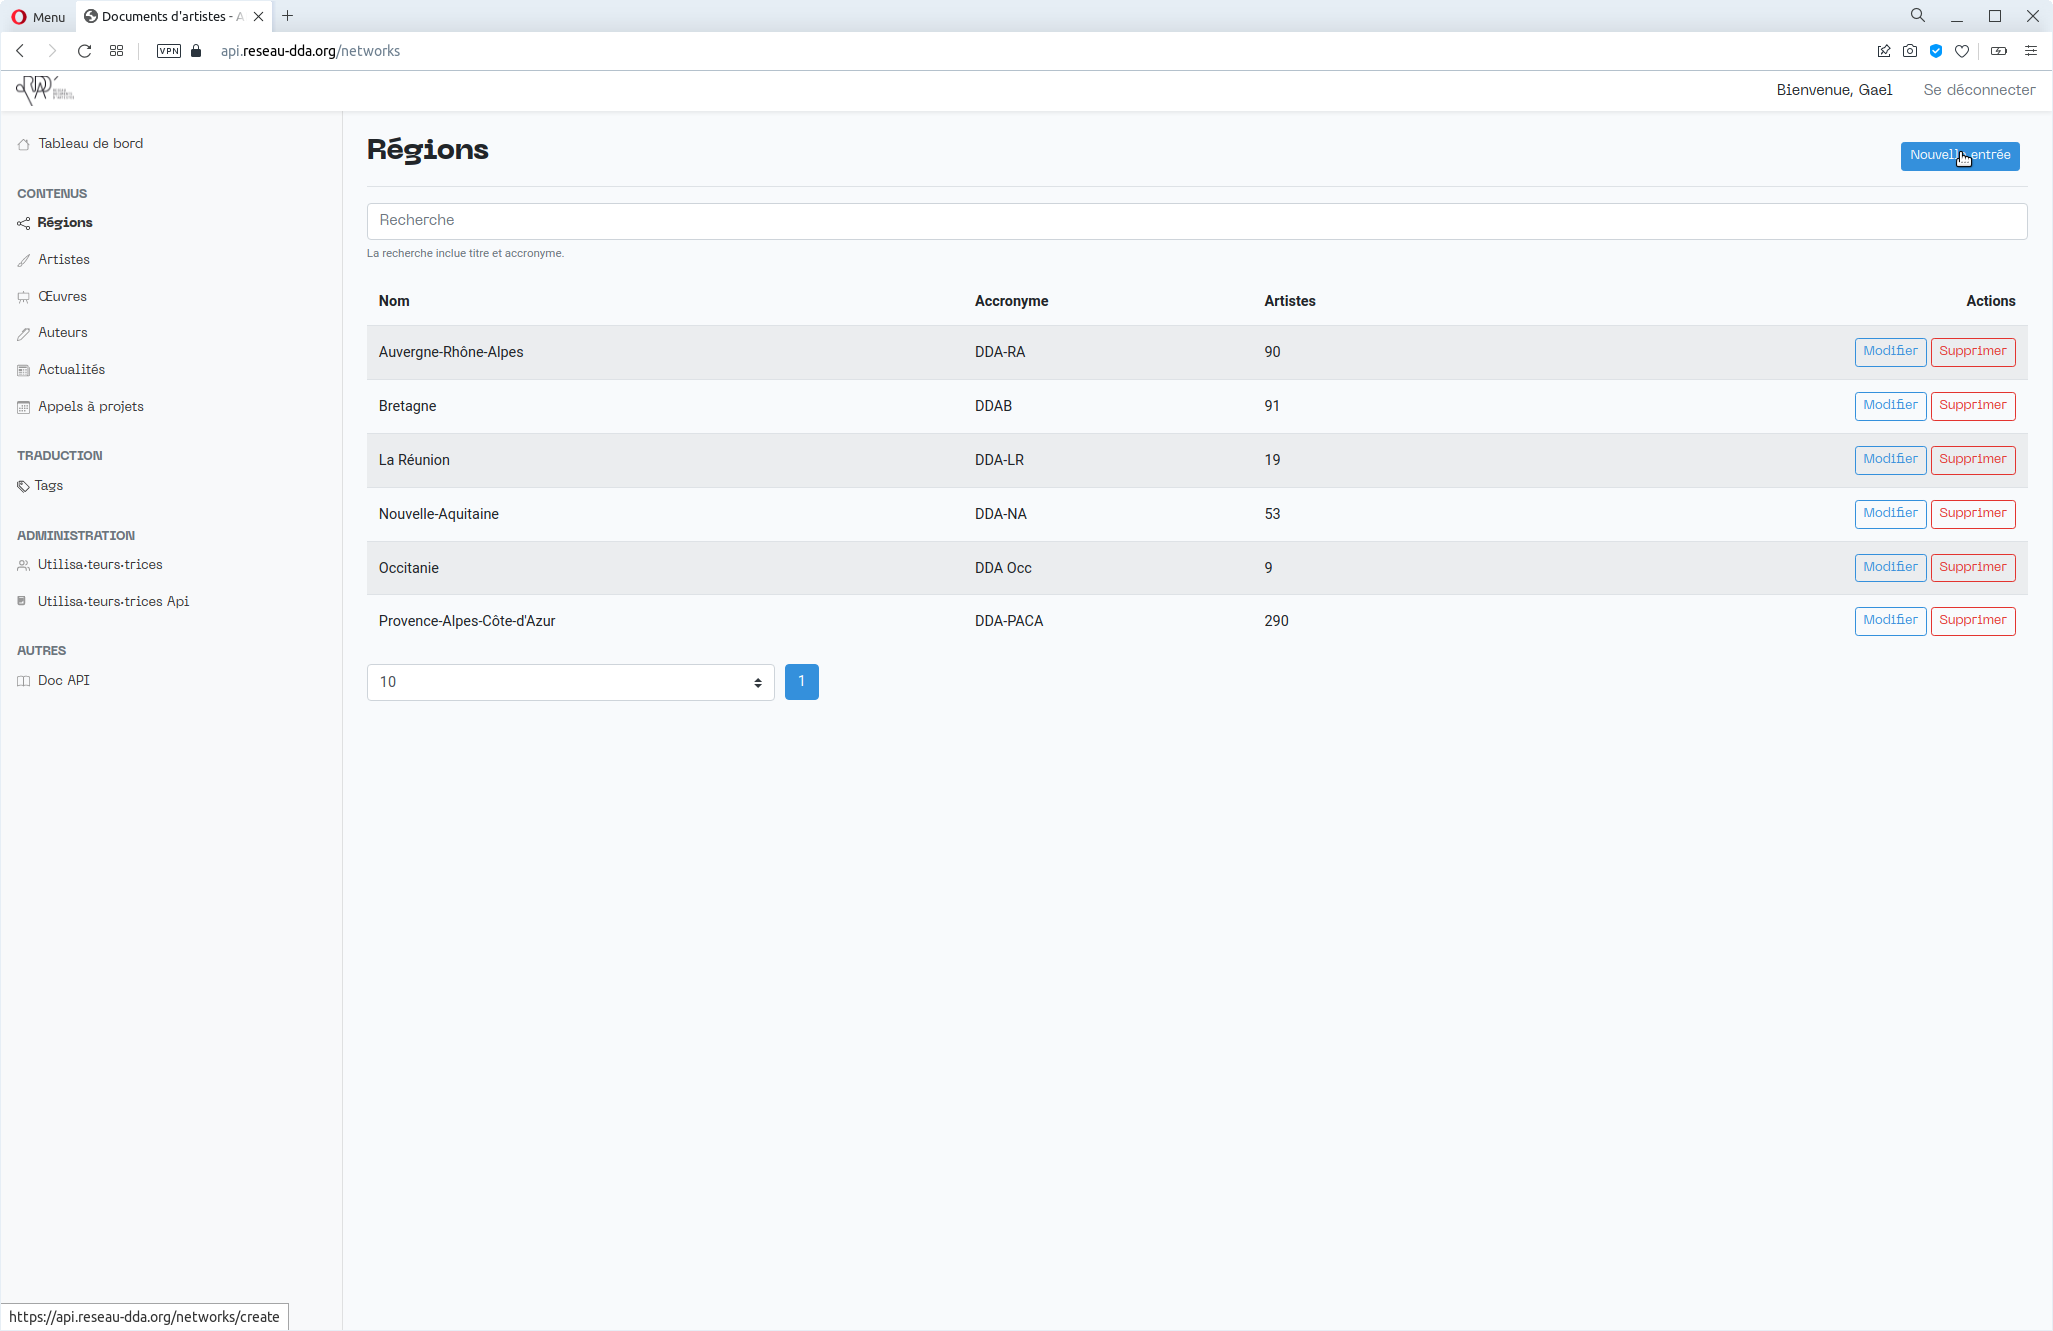 Menu
Documents d'artistes - A
VPN
api.reseau-dda.org/networks
Bienvenue, Gael
Se déconnecter
Tableau de bord
CONTENUS
Régions
Artistes
Œuvres
Auteurs
Actualités
Appels à projets
TRADUCTION
Tags
ADMINISTRATION
Utilisa·teurs·trices
Utilisa·teurs·trices Api
AUTRES
Doc API
Régions
Nouvelle entrée
Recherche
La recherche inclue titre et accronyme.
Nom Accronyme Artistes Actions
Auvergne-Rhône-Alpes DDA-RA 90 Modifier Supprimer
Bretagne DDAB 91 Modifier Supprimer
La Réunion DDA-LR 19 Modifier Supprimer
Nouvelle-Aquitaine DDA-NA 53 Modifier Supprimer
Occitanie DDA Occ 9 Modifier Supprimer
Provence-Alpes-Côte-d'Azur DDA-PACA 290 Modifier Supprimer
10
1
https://api.reseau-dda.org/networks/create